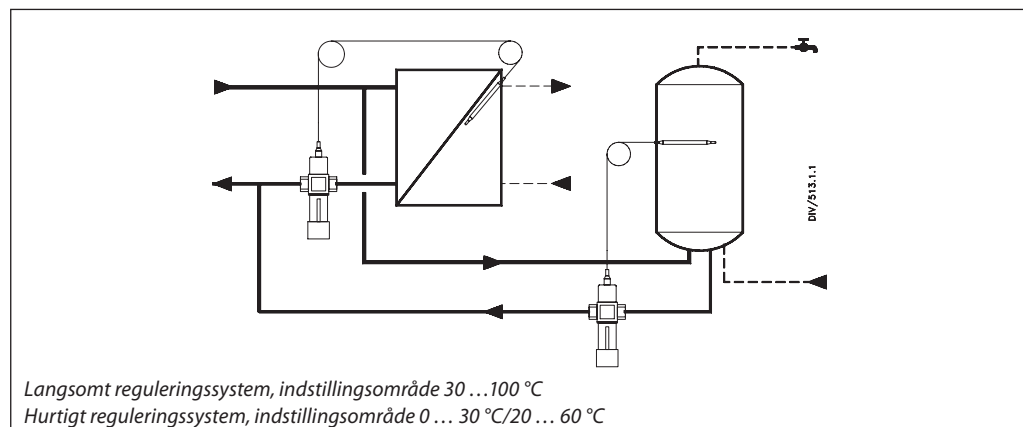 DIV/513.1.1
Langsomt reguleringssystem, indstillingsområde 30 …100 °C
Hurtigt reguleringssystem, indstillingsområde 0 … 30 °C/20 … 60 °C